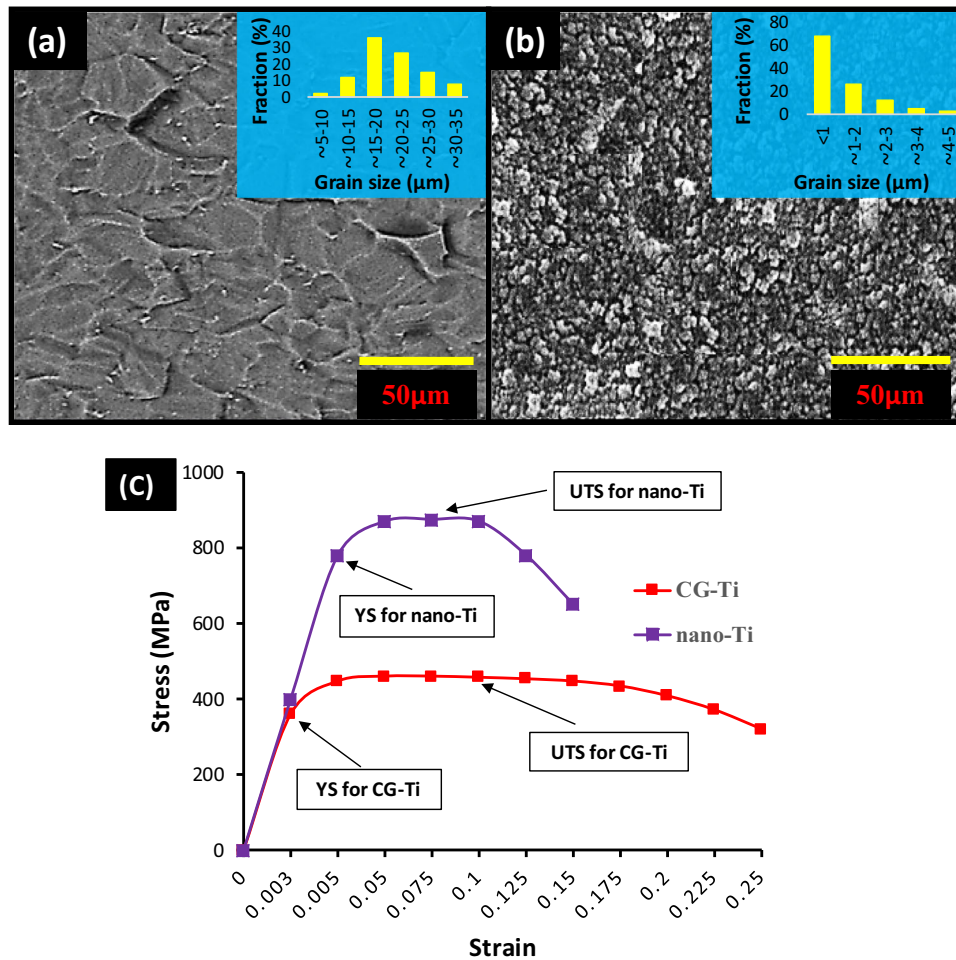 (a)
Fraction (%)
40
30
20
10
0
~5-10
~10-15
~15-20
~20-25
~25-30
~30-35
Grain size (µm)
50µm
(b)
Fraction (%)
80
60
40
20
0
<1
~1-2
~2-3
~3-4
~4-5
Grain size (µm)
50µm
(C)
Stress (MPa)
1000
800
600
400
200
0
UTS for nano-Ti
YS for nano-Ti
CG-Ti
nano-Ti
UTS for CG-Ti
YS for CG-Ti
0
0.003
0.005
0.05
0.075
0.1
0.125
0.15
0.175
0.2
0.225
0.25
Strain